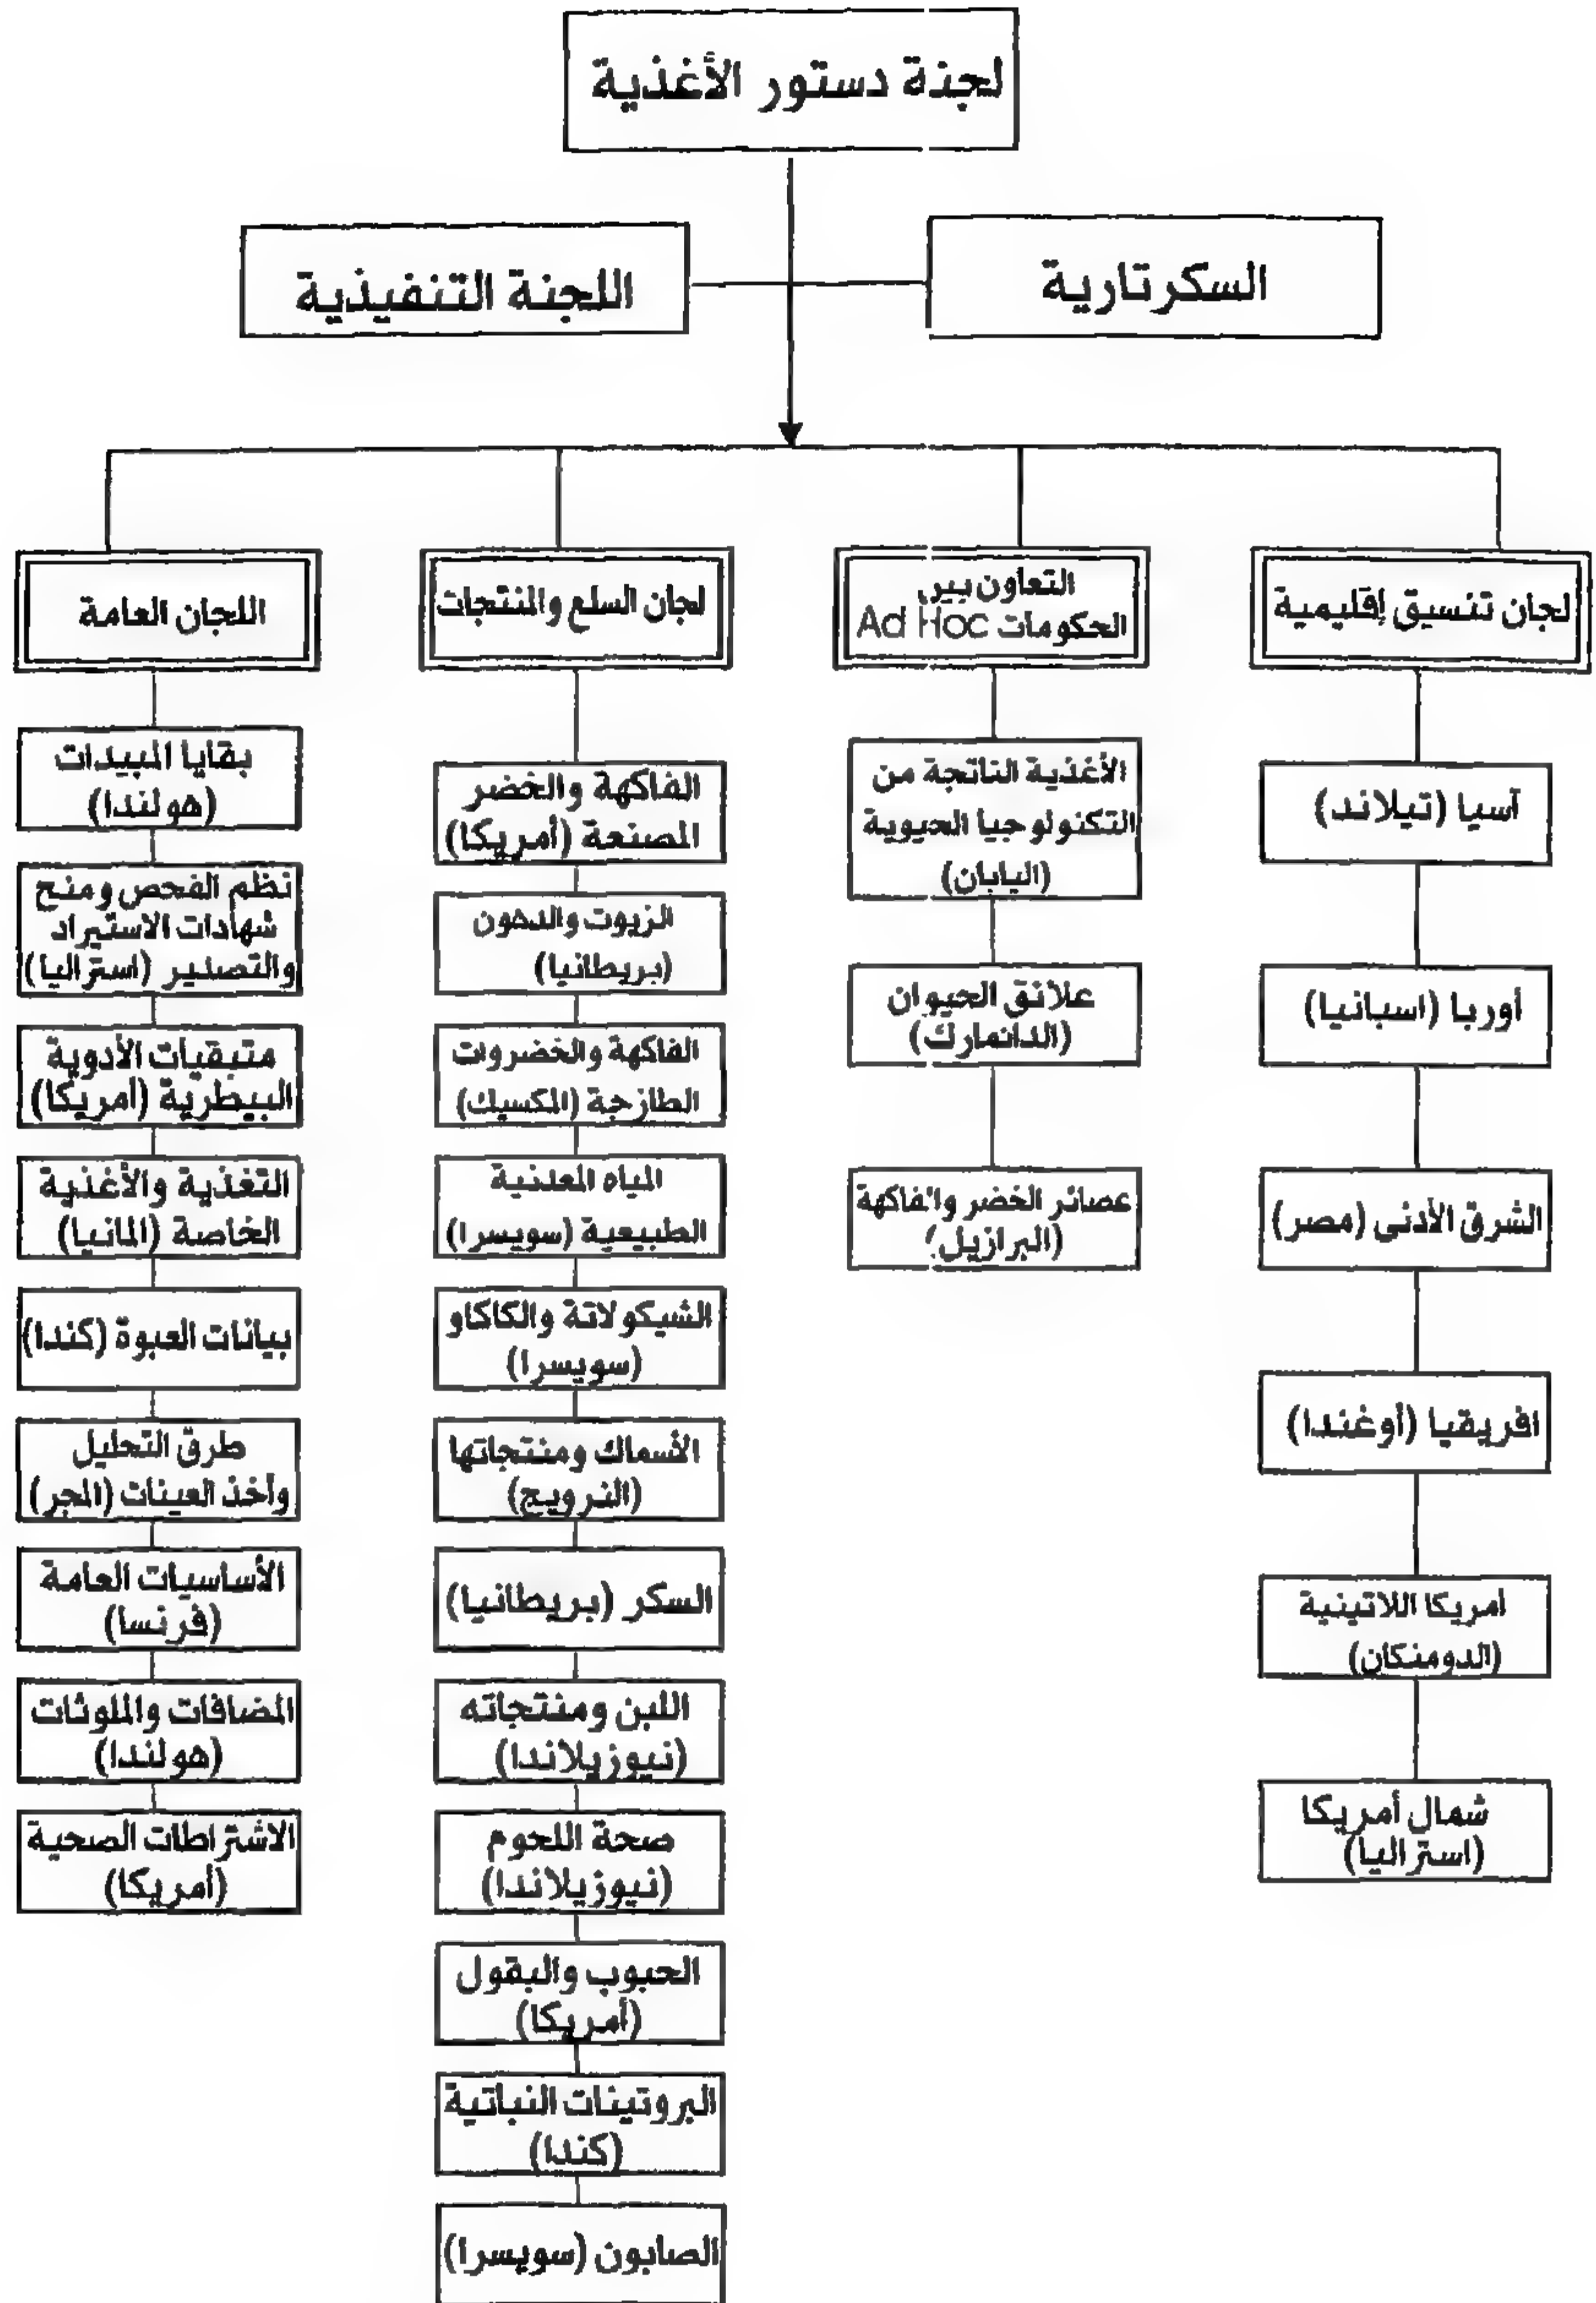 لجنة دستور الأغذية
السكرتارية
اللجنة التنفيذية
لجان تنسيق إقليمية
آسيا (تيلاند)
أوربا (اسبانيا)
الشرق الأدنى (مصر)
افريقيا (أوغندا)
امريكا اللاتينية
(الدومنكان)
شمال أمريكا
(استراليا)
التعاون بين
الحكومات Ad Hoc
الأغذية الناتجة من
التكنولوجيا الحيوية
(اليابان)
علائق الحيوان
(الدانمارك)
عصائر الخضر والفاكهة
(البرازيل)
لجان السلع والمنتجات
الفاكهة والخضر
المصنعة (أمريكا)
الزيوت والدهون
(بريطانيا)
الفاكهة والخضروات
الطازجة (المكسيك)
المياه المعدنية
الطبيعية (سويسرا)
الشيكولاتة والكاكاو
(سويسرا)
الأسماك ومنتجاتها
(النرويج)
السكر (بريطانيا)
اللبن ومنتجاته
(نيوزيلاندا)
صحة اللحوم
(نيوزيلاندا)
الحبوب والبقول
(أمريكا)
البروتينات النباتية
(كندا)
الصابون (سويسرا)
اللجان العامة
بقايا المبيدات
(هولندا)
نظم الفحص ومنح
شهادات الاستيراد
والتصدير (استراليا)
متبقيات الأدوية
البيطرية (أمريكا)
التغذية والأغذية
الخاصة (المانيا)
بيانات العبوة (كندا)
طرق التحليل
وأخذ العينات (المجر)
الأساسيات العامة
(فرنسا)
المضافات والملوثات
(هولندا)
الاشتراطات الصحية
(أمريكا)